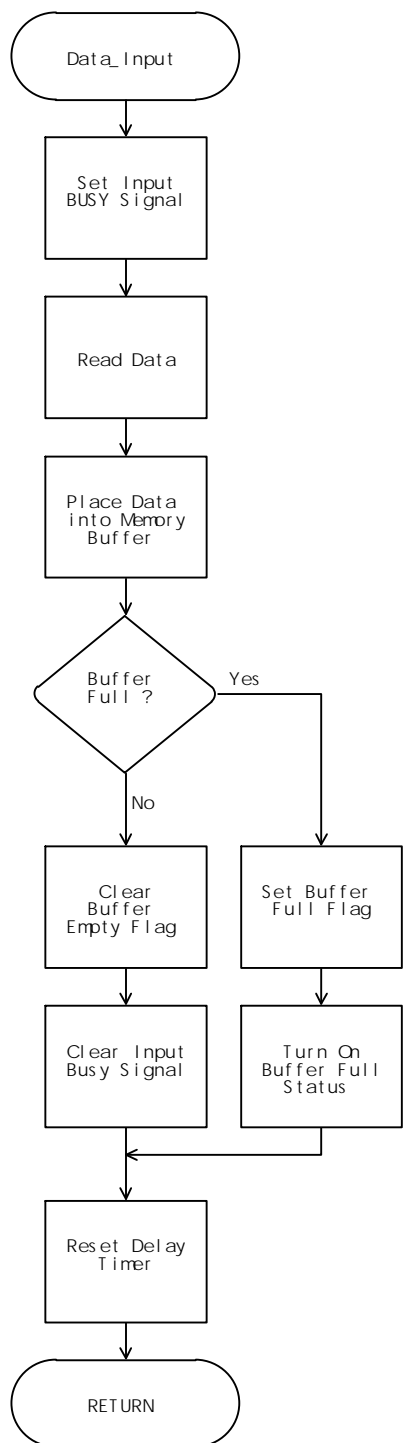 Data_Input
Set Input
BUSY Signal
Read Data
Place Data
into Memory
Buffer
Buffer
Full ?
Yes
No
Clear
Buffer
Empty Flag
Set Buffer
Full Flag
Clear Input
Busy Signal
Turn On
Buffer Full
Status
Reset Delay
Timer
RETURN